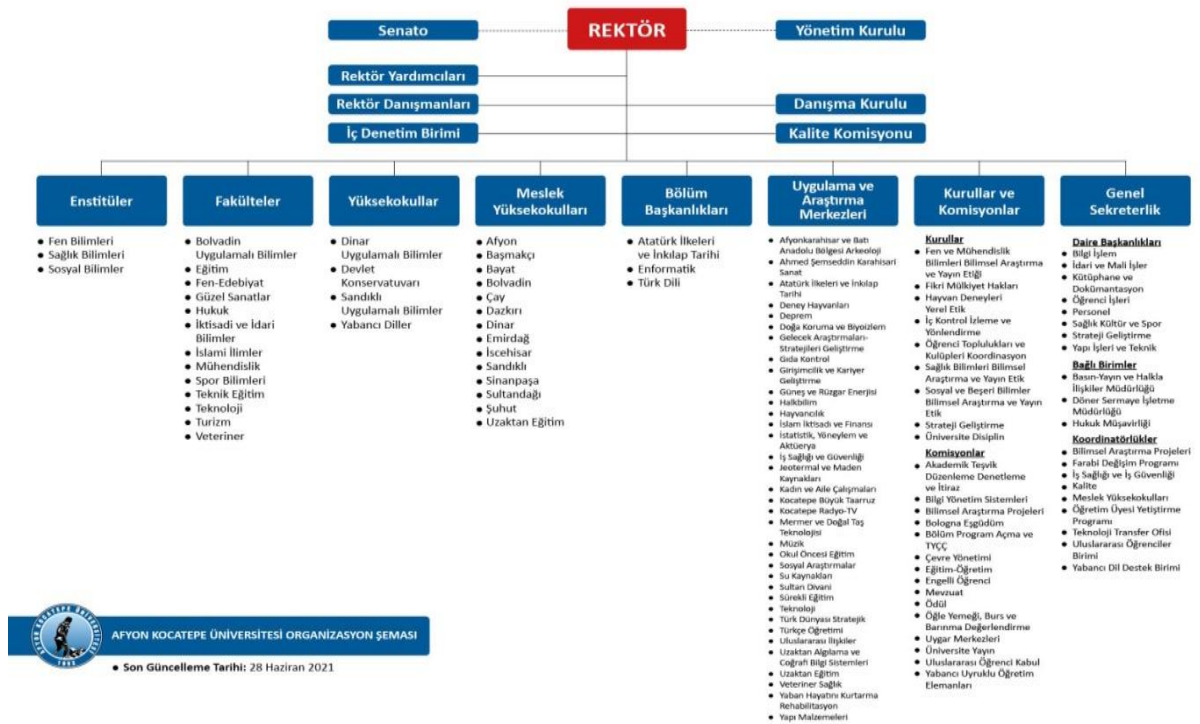 Senato
REKTÖR
Yönetim Kurulu
Rektör Yardımcıları
Rektör Danışmanları
Danışma Kurulu
İç Denetim Birimi
Kalite Komisyonu
Enstitüler
• Fen Bilimleri
• Sağlık Bilimleri
• Sosyal Bilimler
Fakülteler
• Bolvadin
Uygulamalı Bilimler
• Eğitim
• Fen-Edebiyat
• Güzel Sanatlar
• Hukuk
• İktisadi ve İdari
Bilimler
• İslami İlimler
• Mühendislik
• Spor Bilimleri
• Teknik Eğitim
• Teknoloji
• Turizm
• Veteriner
Yüksekokullar
• Dinar
Uygulamalı Bilimler
• Devlet
Konservatuvarı
• Sandıklı
Uygulamalı Bilimler
• Yabancı Diller
Meslek
Yüksekokulları
• Afyon
• Başmakçı
• Bayat
• Bolvadin
• Çay
• Dazkırı
• Dinar
• Emirdağ
• İscehisar
• Sandıklı
• Sinanpaşa
• Sultandağı
• Şuhut
• Uzaktan Eğitim
Bölüm
Başkanlıkları
• Atatürk İlkeleri
ve İnkılap Tarihi
• Enformatik
• Türk Dili
Uygulama ve
Araştırma
Merkezleri
• Afyonkarahisar ve Batı
Anadolu Bölgesi Arkeoloji
• Ahmed Şemseddin Karahisari
Sanat
• Atatürk İlkeleri ve İnkılap
Tarihi
• Deney Hayvanları
• Deprem
• Doğa Koruma ve Biyoizlem
• Gelecek Araştırmaları-
Stratejileri Geliştirme
• Gıda Kontrol
• Girişimcilik ve Kariyer
Geliştirme
• Güneş ve Rüzgar Enerjisi
• Halkbilim
• Hayvancılık
• İslam İktisadı ve Finansı
• İstatistik, Yöneylem ve
Aktüerya
• İş Sağlığı ve Güvenliği
• Jeotermal ve Maden
Kaynakları
• Kadın ve Aile Çalışmaları
• Kocatepe Büyük Taarruz
• Kocatepe Radyo-TV
• Mermer ve Doğal Taş
Teknolojisi
• Müzik
• Okul Öncesi Eğitim
• Sosyal Araştırmalar
• Su Kaynakları
• Sultan Divani
• Sürekli Eğitim
• Teknoloji
• Türk Dünyası Stratejik
• Türkçe Öğretimi
• Uluslararası İlişkiler
• Uzaktan Algılama ve
Coğrafi Bilgi Sistemleri
• Uzaktan Eğitim
• Veteriner Sağlık
• Yaban Hayatını Kurtarma
Rehabilitasyon
• Yapı Malzemeleri
Kurullar ve
Komisyonlar
Kurullar
• Fen ve Mühendislik
Bilimleri Bilimsel Araştırma
ve Yayın Etiği
• Fikri Mülkiyet Hakları
• Hayvan Deneyleri
Yerel Etik
• İç Kontrol İzleme ve
Yönlendirme
• Öğrenci Toplulukları ve
Kulüpleri Koordinasyon
• Sağlık Bilimleri Bilimsel
Araştırma ve Yayın Etik
• Sosyal ve Beşeri Bilimler
Bilimsel Araştırma ve Yayın
Etik
• Strateji Geliştirme
• Üniversite Disiplin
Komisyonlar
• Akademik Teşvik
Düzenleme Denetleme
ve İtiraz
• Bilgi Yönetim Sistemleri
• Bilimsel Araştırma Projeleri
• Bologna Eşgüdüm
• Bölüm Program Açma ve
TYÇÇ
• Çevre Yönetimi
• Eğitim-Öğretim
• Engelli Öğrenci
• Mevzuat
• Ödül
• Öğle Yemeği, Burs ve
Barınma Değerlendirme
• Uygar Merkezleri
• Üniversite Yayın
• Uluslararası Öğrenci Kabul
• Yabancı Uyruklu Öğretim
Elemanları
Genel
Sekreterlik
Daire Başkanlıkları
• Bilgi İşlem
• İdari ve Mali İşler
• Kütüphane ve
Dokümantasyon
• Öğrenci İşleri
• Personel
• Sağlık Kültür ve Spor
• Strateji Geliştirme
• Yapı İşleri ve Teknik
Bağlı Birimler
• Basın-Yayın ve Halkla
İlişkiler Müdürlüğü
• Döner Sermaye İşletme
Müdürlüğü
• Hukuk Müşavirliği
Koordinatörlükler
• Bilimsel Araştırma Projeleri
• Farabi Değişim Programı
• İş Sağlığı ve İş Güvenliği
• Kalite
• Meslek Yüksekokulları
• Öğretim Üyesi Yetiştirme
Programı
• Teknoloji Transfer Ofisi
• Uluslararası Öğrenciler
Birimi
• Yabancı Dil Destek Birimi
AFYON KOCATEPE ÜNİVERSİTESİ
1992
AFYON KOCATEPE ÜNİVERSİTESİ ORGANİZASYON ŞEMASI
• Son Güncelleme Tarihi: 28 Haziran 2021